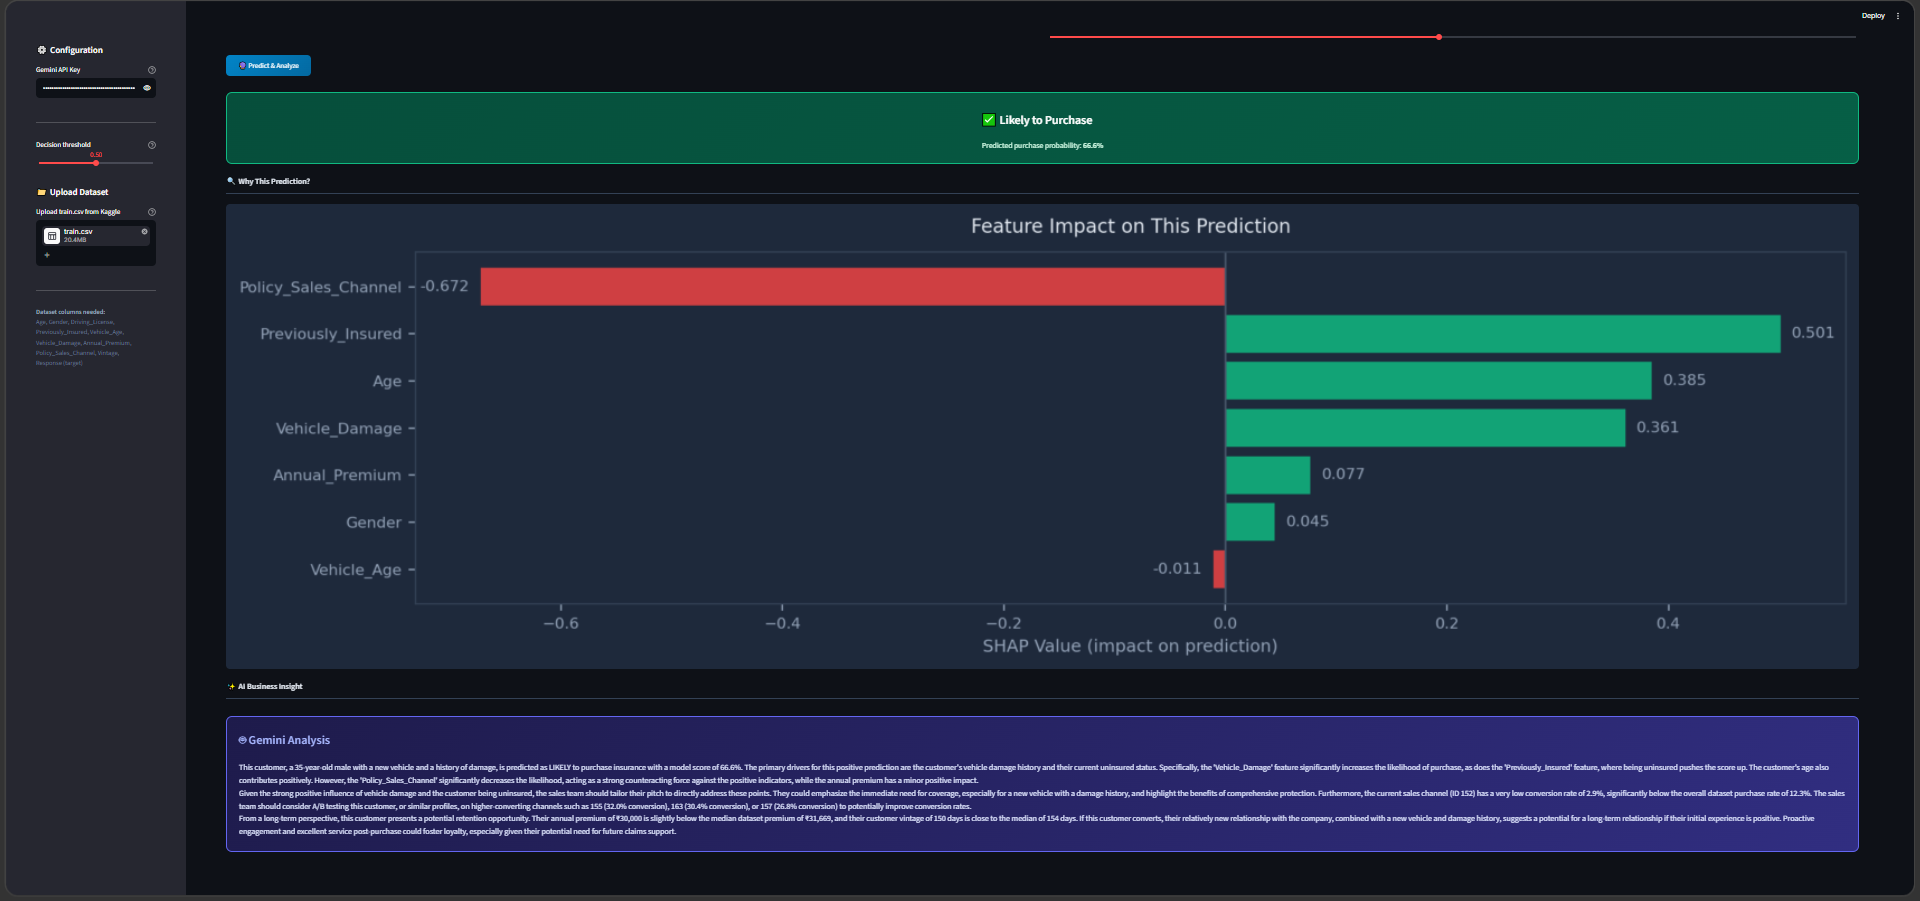 Deploy
Configuration
Gemini API Key
Decision threshold
0.50
Upload Dataset
Upload train.csv from Kaggle
train.csv
20.4MB
Dataset columns needed:
Age, Gender, Driving_License,
Previously_Insured, Vehicle_Age,
Vehicle_Damage, Annual_Premium,
Policy_Sales_Channel, Vintage,
Response (target)
Predict & Analyze
Likely to Purchase
Predicted purchase probability: 66.6%
Why This Prediction?
Feature Impact on This Prediction
Policy_Sales_Channel -0.672
Previously_Insured 0.501
Age 0.385
Vehicle_Damage 0.361
Annual_Premium 0.077
Gender 0.045
Vehicle_Age -0.011
−0.6 −0.4 −0.2 0.0 0.2 0.4
SHAP Value (impact on prediction)
AI Business Insight
Gemini Analysis
This customer, a 35-year-old male with a new vehicle and a history of damage, is predicted as LIKELY to purchase insurance with a model score of 66.6%. The primary drivers for this positive prediction are the customer's vehicle damage history and their current uninsured status. Specifically, the 'Vehicle_Damage' feature significantly increases the likelihood of purchase, as does the 'Previously_Insured' feature, where being uninsured pushes the score up. The customer's age also
contributes positively. However, the 'Policy_Sales_Channel' significantly decreases the likelihood, acting as a strong counteracting force against the positive indicators, while the annual premium has a minor positive impact.
Given the strong positive influence of vehicle damage and the customer being uninsured, the sales team should tailor their pitch to directly address these points. They could emphasize the immediate need for coverage, especially for a new vehicle with a damage history, and highlight the benefits of comprehensive protection. Furthermore, the current sales channel (ID 152) has a very low conversion rate of 2.9%, significantly below the overall dataset purchase rate of 12.3%. The sales
team should consider A/B testing this customer, or similar profiles, on higher-converting channels such as 155 (32.0% conversion), 163 (30.4% conversion), or 157 (26.8% conversion) to potentially improve conversion rates.
From a long-term perspective, this customer presents a potential retention opportunity. Their annual premium of ₹30,000 is slightly below the median dataset premium of ₹31,669, and their customer vintage of 150 days is close to the median of 154 days. If this customer converts, their relatively new relationship with the company, combined with a new vehicle and damage history, suggests a potential for a long-term relationship if their initial experience is positive. Proactive
engagement and excellent service post-purchase could foster loyalty, especially given their potential need for future claims support.